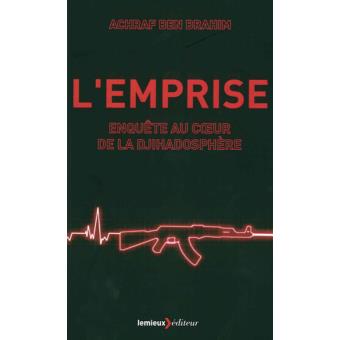 ACHRAF BEN BRAHIM
L'EMPRISE
ENQUÊTE AU CŒUR
DE LA DJIHADOSPHÈRE
lemieux éditeur